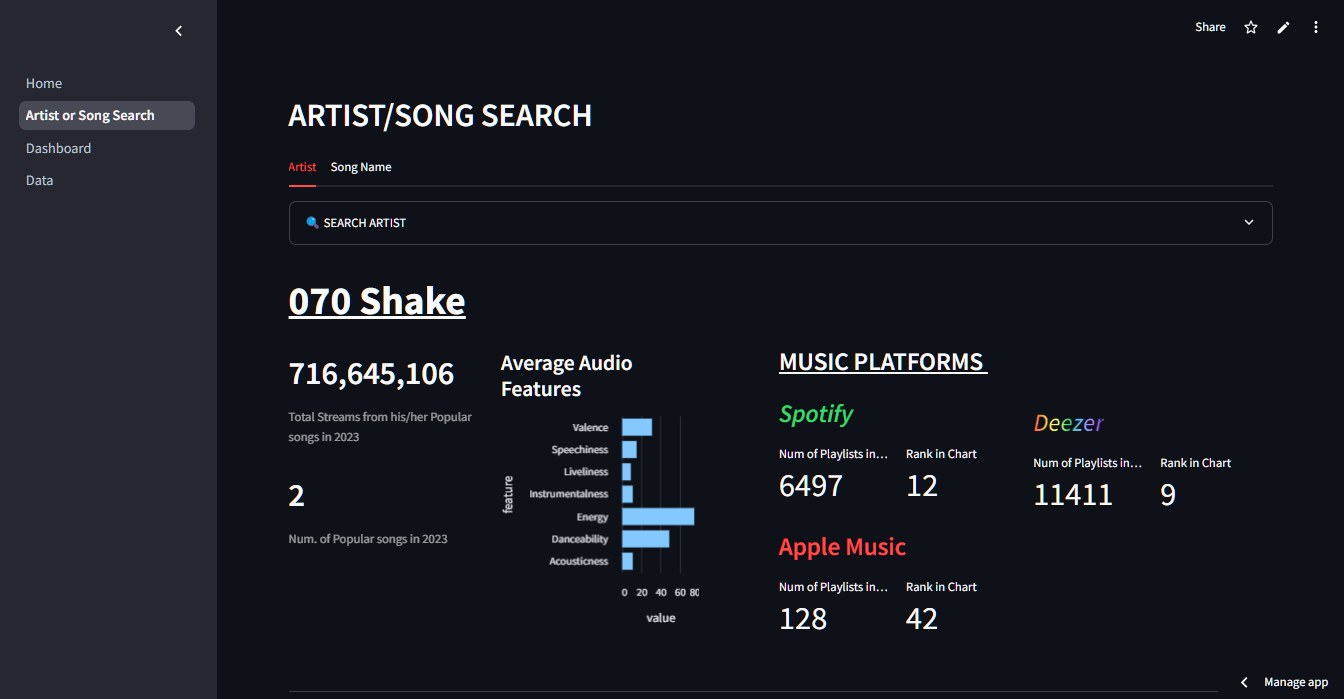 Share
Home
Artist or Song Search
Dashboard
Data
ARTIST/SONG SEARCH
Artist
Song Name
SEARCH ARTIST
070 Shake
716,645,106
Total Streams from his/her Popular
songs in 2023
2
Num. of Popular songs in 2023
Average Audio
Features
feature
Valence
Speechiness
Liveliness
Instrumentalness
Energy
Danceability
Acousticness
0 20 40 60 80
value
MUSIC PLATFORMS
Spotify
Num of Playlists in… Rank in Chart
6497 12
Deezer
Num of Playlists in… Rank in Chart
11411 9
Apple Music
Num of Playlists in… Rank in Chart
128 42
Manage app